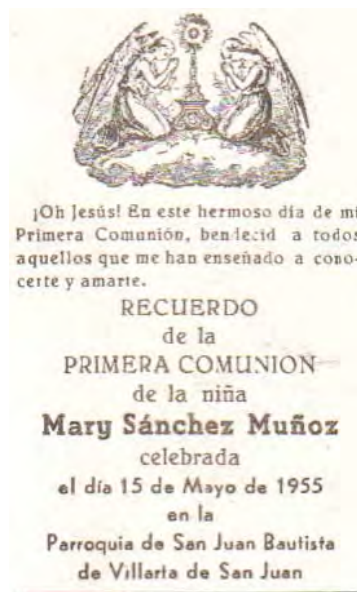 ¡Oh Jesús! En este hermoso día de mi
Primera Comunión, bendecid a todos
aquellos que me han enseñado a cono-
certe y amarte.
RECUERDO
de la
PRIMERA COMUNION
de la niña
Mary Sánchez Muñoz
celebrada
el día 15 de Mayo de 1955
en la
Parroquia de San Juan Bautista
de Villarta de San Juan